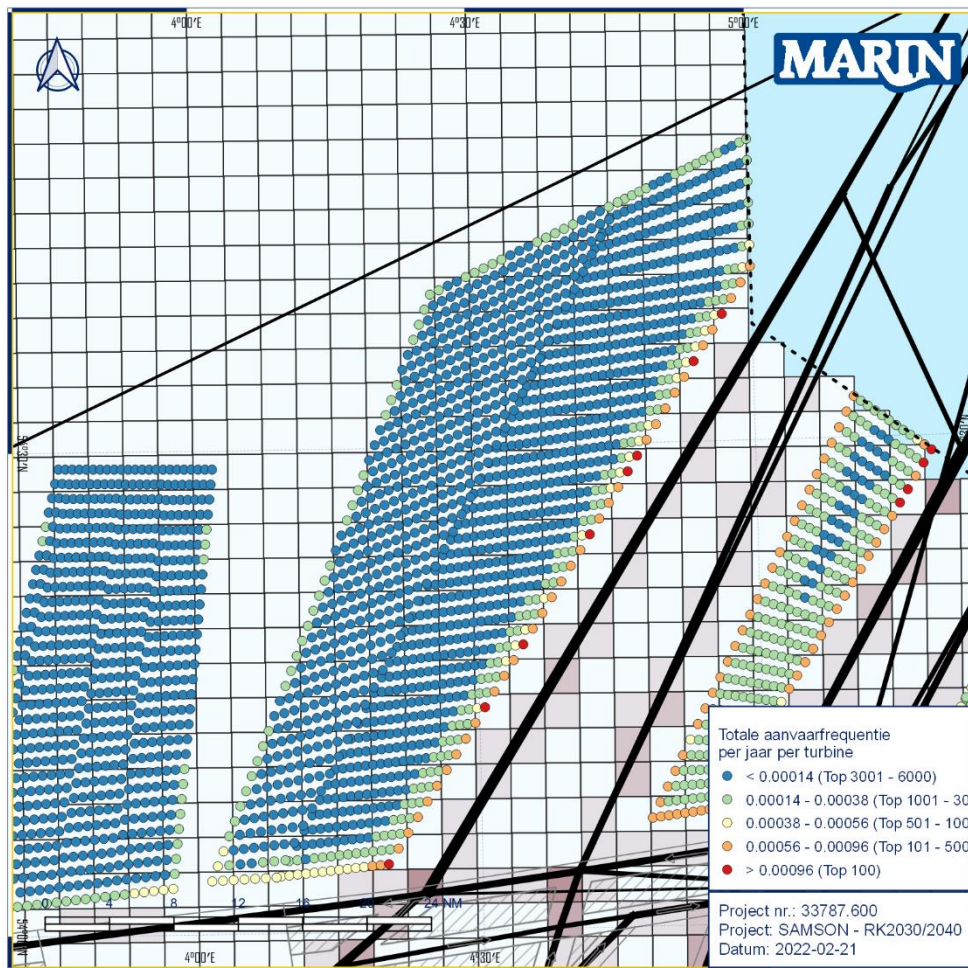 4°00'E
4°30'E
5°00'E
MARIN
Totale aanvaarfrequentie
per jaar per turbine
< 0.00014 (Top 3001 - 6000)
0.00014 - 0.00038 (Top 1001 - 30
0.00038 - 0.00056 (Top 501 - 100
0.00056 - 0.00096 (Top 101 - 500
> 0.00096 (Top 100)
0 4 8 12 16 20 24 NM
Project nr.: 33787.600
Project: SAMSON - RK2030/2040
Datum: 2022-02-21
4°00'E
4°30'E